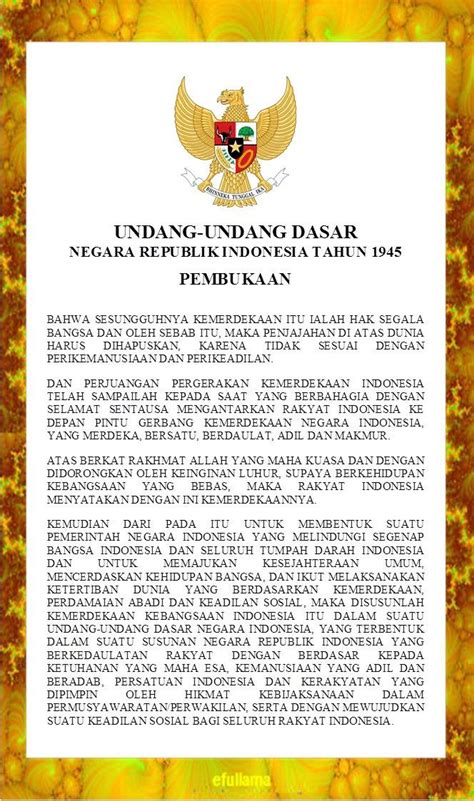 BHINNEKA TUNGGAL IKA
UNDANG-UNDANG DASAR
NEGARA REPUBLIK INDONESIA TAHUN 1945
PEMBUKAAN
BAHWA SESUNGGUHNYA KEMERDEKAAN ITU IALAH HAK SEGALA
BANGSA DAN OLEH SEBAB ITU, MAKA PENJAJAHAN DI ATAS DUNIA
HARUS DIHAPUSKAN, KARENA TIDAK SESUAI DENGAN
PERIKEMANUSIAAN DAN PERIKEADILAN.
DAN PERJUANGAN PERGERAKAN KEMERDEKAAN INDONESIA
TELAH SAMPAILAH KEPADA SAAT YANG BERBAHAGIA DENGAN
SELAMAT SENTAUSA MENGANTARKAN RAKYAT INDONESIA KE
DEPAN PINTU GERBANG KEMERDEKAAN NEGARA INDONESIA,
YANG MERDEKA, BERSATU, BERDAULAT, ADIL DAN MAKMUR.
ATAS BERKAT RAKHMAT ALLAH YANG MAHA KUASA DAN DENGAN
DIDORONGKAN OLEH KEINGINAN LUHUR, SUPAYA BERKEHIDUPAN
KEBANGSAAN YANG BEBAS, MAKA RAKYAT INDONESIA
MENYATAKAN DENGAN INI KEMERDEKAANNYA.
KEMUDIAN DARI PADA ITU UNTUK MEMBENTUK SUATU
PEMERINTAH NEGARA INDONESIA YANG MELINDUNGI SEGENAP
BANGSA INDONESIA DAN SELURUH TUMPAH DARAH INDONESIA
DAN UNTUK MEMAJUKAN KESEJAHTERAAN UMUM,
MENCERDASKAN KEHIDUPAN BANGSA, DAN IKUT MELAKSANAKAN
KETERTIBAN DUNIA YANG BERDASARKAN KEMERDEKAAN,
PERDAMAIAN ABADI DAN KEADILAN SOSIAL, MAKA DISUSUNLAH
KEMERDEKAAN KEBANGSAAN INDONESIA ITU DALAM SUATU
UNDANG-UNDANG DASAR NEGARA INDONESIA, YANG TERBENTUK
DALAM SUATU SUSUNAN NEGARA REPUBLIK INDONESIA YANG
BERKEDAULATAN RAKYAT DENGAN BERDASAR KEPADA
KETUHANAN YANG MAHA ESA, KEMANUSIAAN YANG ADIL DAN
BERADAB, PERSATUAN INDONESIA DAN KERAKYATAN YANG
DIPIMPIN OLEH HIKMAT KEBIJAKSANAAN DALAM
PERMUSYAWARATAN/PERWAKILAN, SERTA DENGAN MEWUJUDKAN
SUATU KEADILAN SOSIAL BAGI SELURUH RAKYAT INDONESIA.
efullama